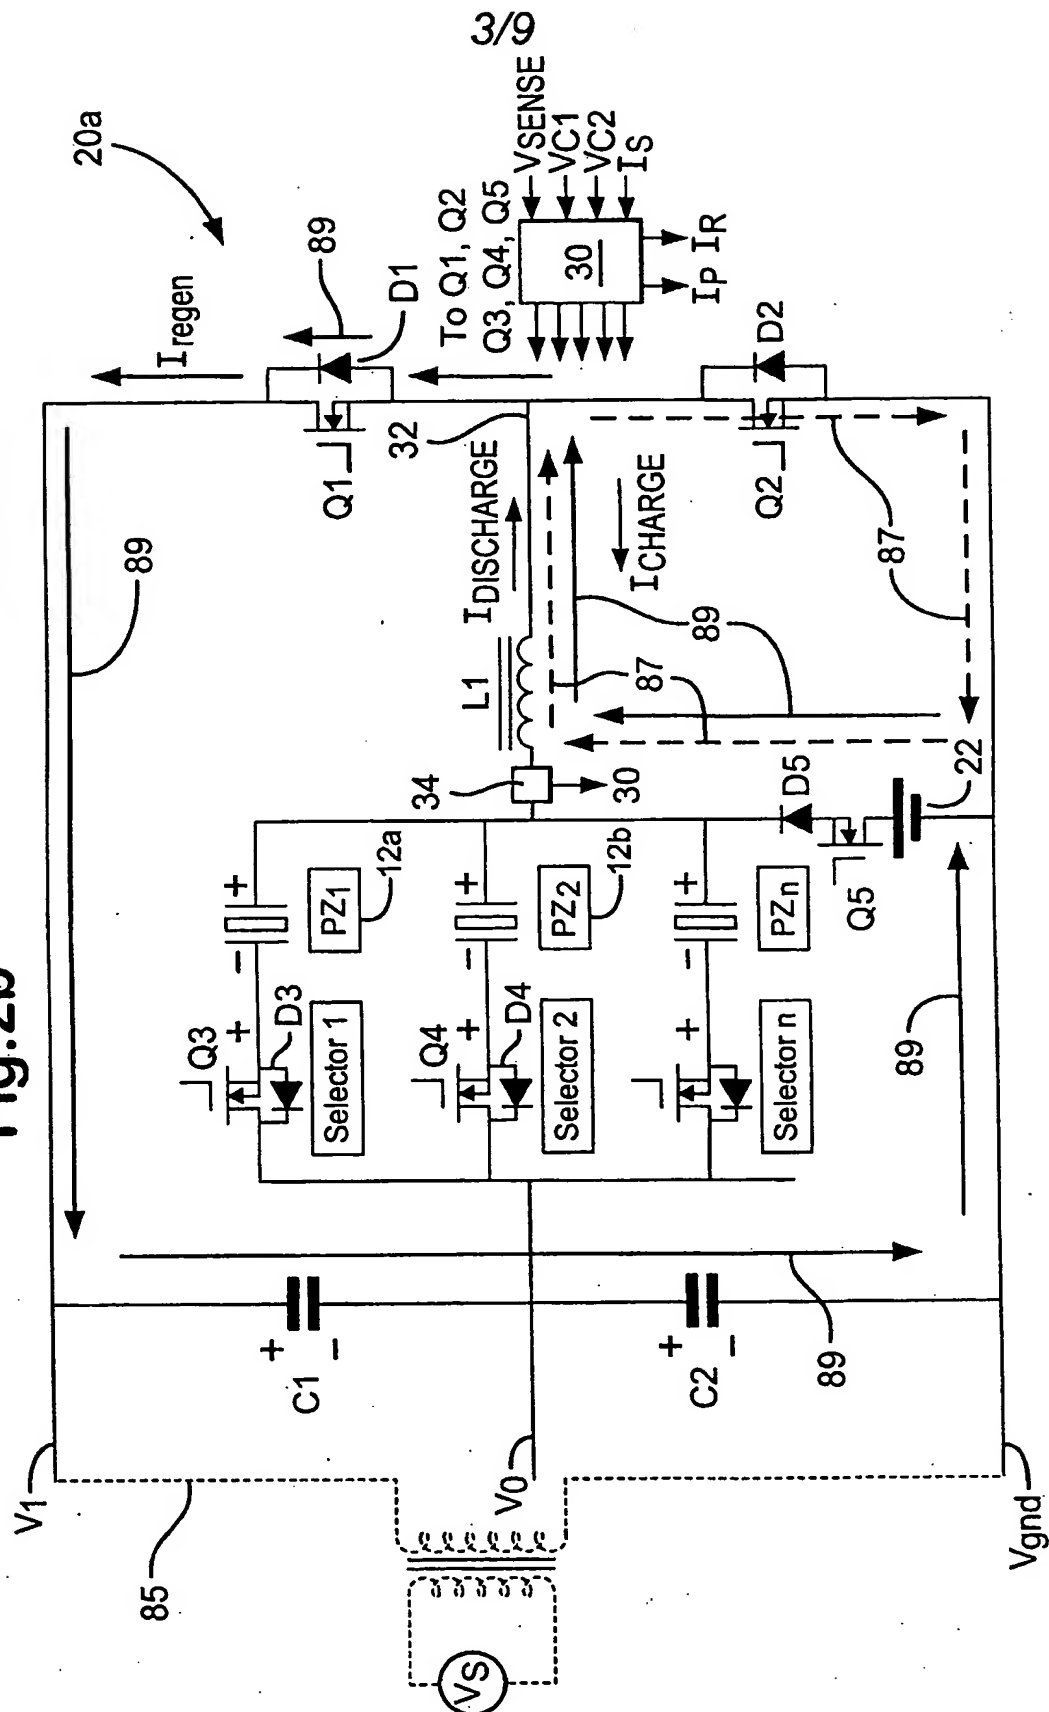 3/9
Fig.2b
20a
Iregen
89
D1
To Q1, Q2
Q3, Q4, Q5
VSENSE
VC1
VC2
IS
30
IP
IR
V1
89
Q1
32
IDISCHARGE
L1
34
30
ICHARGE
89
87
Q2
D2
87
85
C1
+
−
Q3
+
D3
Selector 1
−
+
PZ1
12a
VS
V0
Q4
+
D4
Selector 2
−
+
PZ2
12b
C2
+
−
+
Selector n
−
+
PZn
D5
Q5
22
89
89
Vgnd